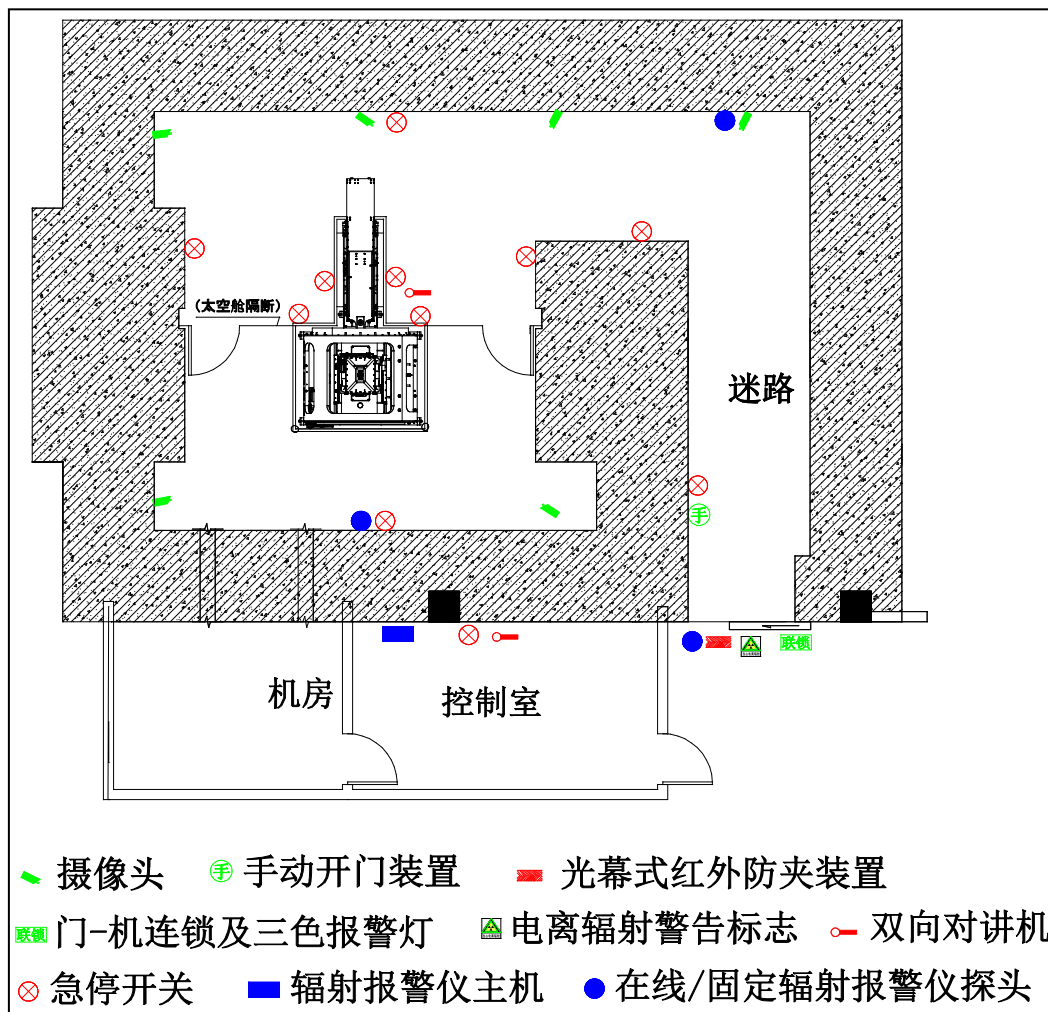 (太空舱隔断)
迷路
手
联锁
机房
控制室
摄像头
手 手动开门装置
光幕式红外防夹装置
联锁 门-机连锁及三色报警灯
电离辐射警告标志
双向对讲机
急停开关
辐射报警仪主机
在线/固定辐射报警仪探头